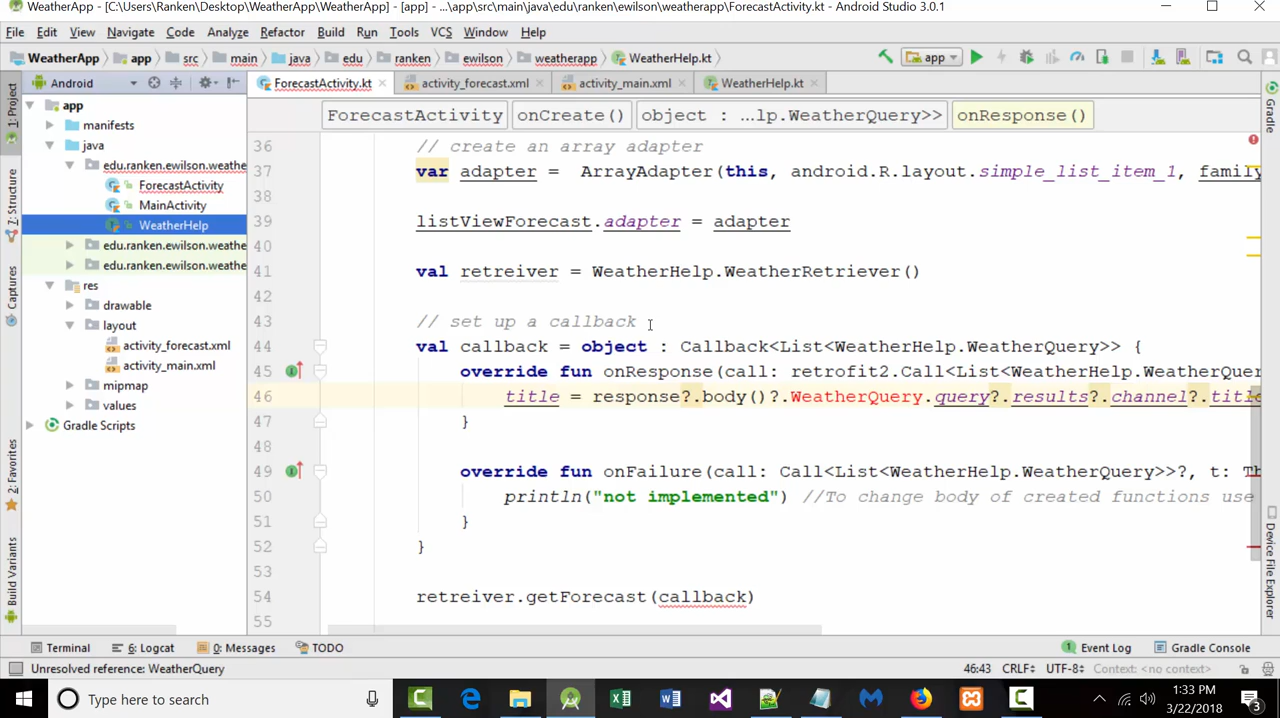 WeatherApp - [C:\Users\Ranken\Desktop\WeatherApp\WeatherApp] - [app] - ...\app\src\main\java\edu\ranken\ewilson\weatherapp\ForecastActivity.kt - Android Studio 3.0.1
File Edit View Navigate Code Analyze Refactor Build Run Tools VCS Window Help
WeatherApp app src main java edu ranken ewilson weatherapp WeatherHelp.kt app
Android ForecastActivity.kt activity_forecast.xml activity_main.xml WeatherHelp.kt
ForecastActivity onCreate() object : ...lp.WeatherQuery>> onResponse()
1: Project
Z: Structure
Captures
2: Favorites
Build Variants
app
manifests
java
edu.ranken.ewilson.weathe
ForecastActivity
MainActivity
WeatherHelp
edu.ranken.ewilson.weathe
edu.ranken.ewilson.weathe
res
drawable
layout
activity_forecast.xml
activity_main.xml
mipmap
values
Gradle Scripts
36 // create an array adapter
37 var adapter = ArrayAdapter(this, android.R.layout.simple_list_item_1, family
38
39 listViewForecast.adapter = adapter
40
41 val retreiver = WeatherHelp.WeatherRetriever()
42
43 // set up a callback
44 val callback = object : Callback<List<WeatherHelp.WeatherQuery>> {
45 override fun onResponse(call: retrofit2.Call<List<WeatherHelp.WeatherQuer
46 title = response?.body()?.WeatherQuery.query?.results?.channel?.title
47 }
48
49 override fun onFailure(call: Call<List<WeatherHelp.WeatherQuery>>?, t: Th
50 println("not implemented") //To change body of created functions use
51 }
52 }
53
54 retreiver.getForecast(callback)
55
Gradle
Device File Explorer
Terminal 6: Logcat 0: Messages TODO Event Log Gradle Console
Unresolved reference: WeatherQuery 46:43 CRLF UTF-8 Context: <no context>
Type here to search
1:33 PM
3/22/2018
3